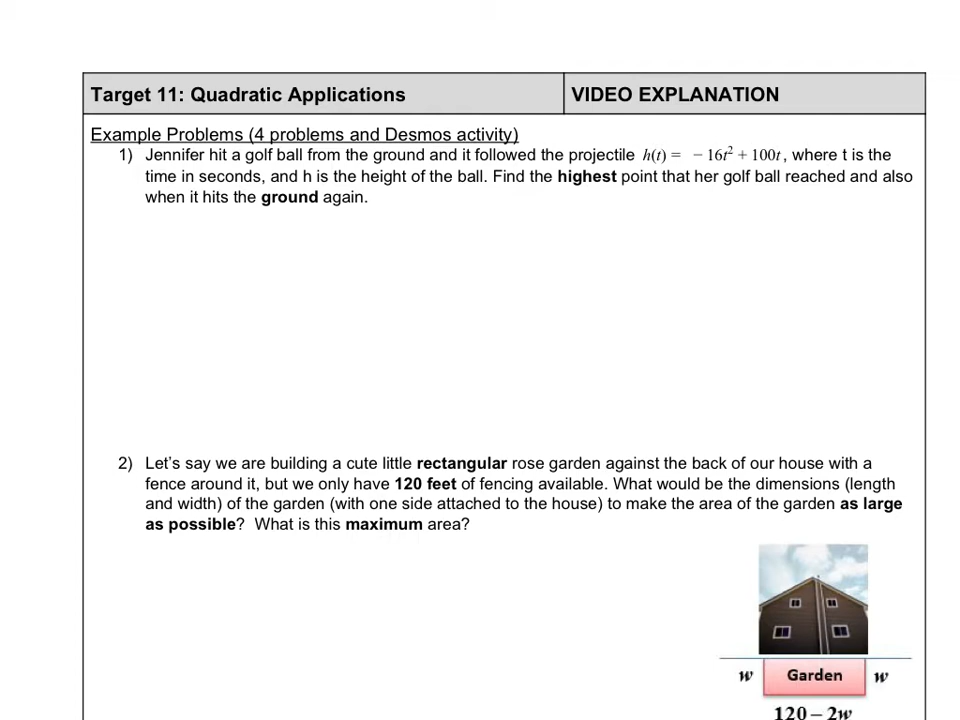 Target 11: Quadratic Applications
VIDEO EXPLANATION
Example Problems (4 problems and Desmos activity)
1) Jennifer hit a golf ball from the ground and it followed the projectile h(t) = − 16t² + 100t, where t is the
time in seconds, and h is the height of the ball. Find the highest point that her golf ball reached and also
when it hits the ground again.
2) Let's say we are building a cute little rectangular rose garden against the back of our house with a
fence around it, but we only have 120 feet of fencing available. What would be the dimensions (length
and width) of the garden (with one side attached to the house) to make the area of the garden as large
as possible? What is this maximum area?
w Garden w
120 – 2w